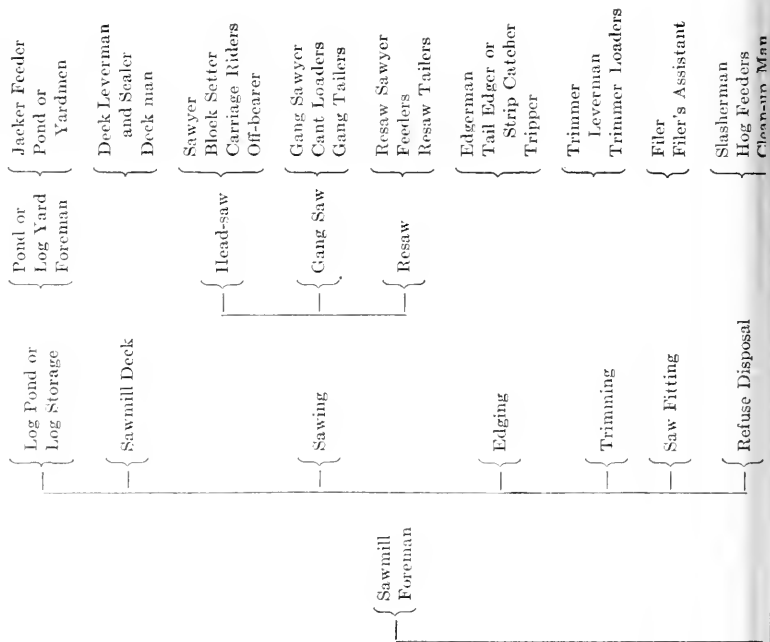 Sawmill
Foreman
Log Pond or
Log Storage
Pond or
Log Yard
Foreman
Jacker Feeder
Pond or
Yardmen
Sawmill Deck
Deck Leverman
and Scaler
Deck man
Sawing
Head-saw
Sawyer
Block Setter
Carriage Riders
Off-bearer
Gang Saw
Gang Sawyer
Cant Loaders
Gang Tailers
Resaw
Resaw Sawyer
Feeders
Resaw Tailers
Edging
Edgerman
Tail Edger or
Strip Catcher
Tripper
Trimming
Trimmer
Leverman
Trimmer Loaders
Saw Fitting
Filer
Filer's Assistant
Refuse Disposal
Slasherman
Hog Feeders
Clean-up Man